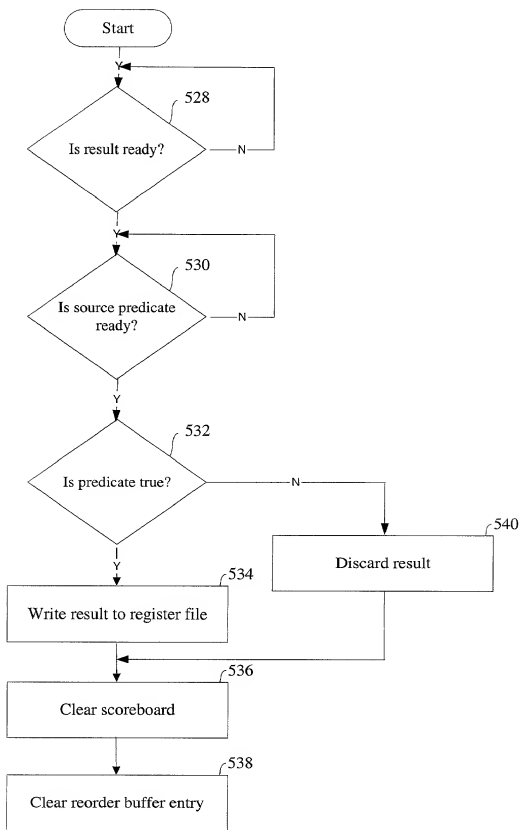 Start
Y
528
Is result ready?
N
Y
530
Is source predicate
ready?
N
Y
532
Is predicate true?
N
Y
540
Discard result
534
Write result to register file
536
Clear scoreboard
538
Clear reorder buffer entry